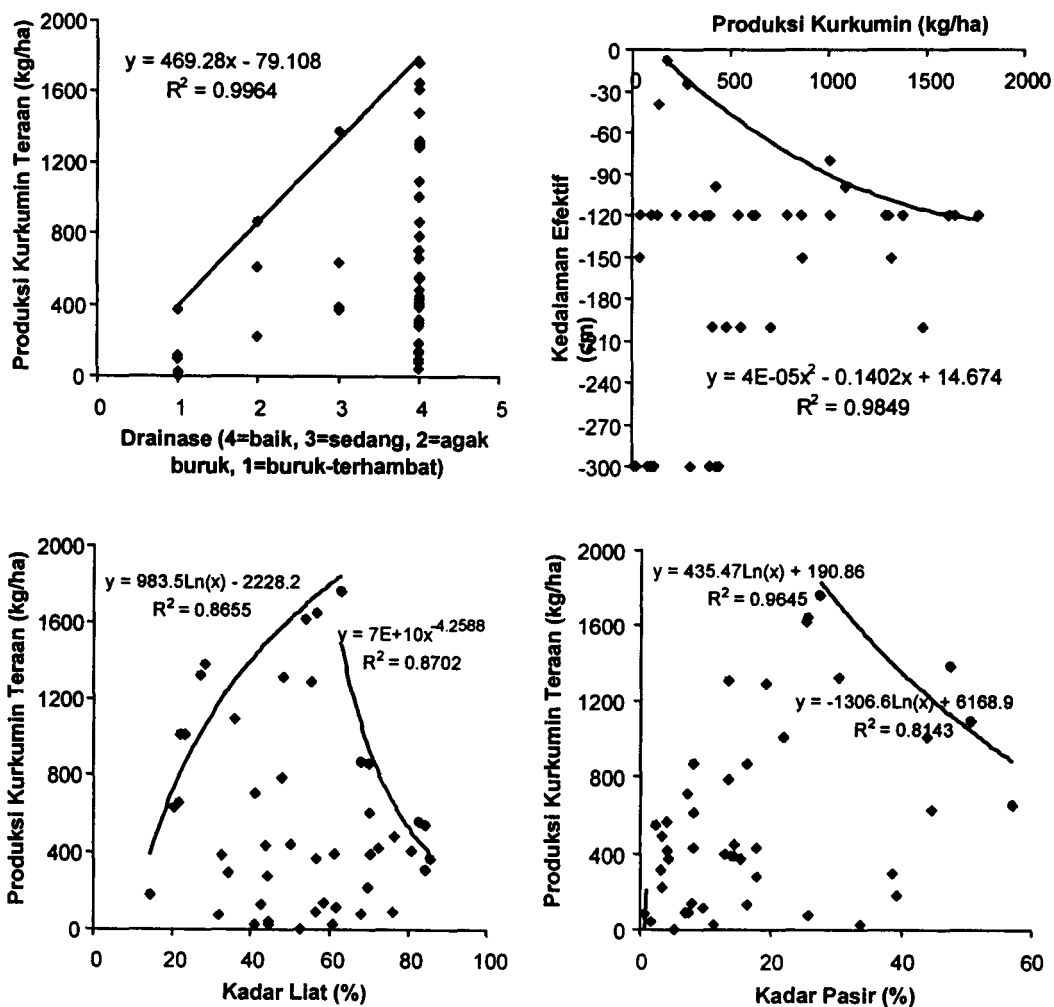 y = 469.28x - 79.108
R² = 0.9964
Produksi Kurkumin Teraan (kg/ha)
2000
1600
1200
800
400
0
0 1 2 3 4 5
Drainase (4=baik, 3=sedang, 2=agak
buruk, 1=buruk-terhambat)
Produksi Kurkumin (kg/ha)
0 500 1000 1500 2000
0
-30
-60
-90
-120
-150
-180
-210
-240
-270
-300
Kedalaman Efektif
(cm)
y = 4E-05x² - 0.1402x + 14.674
R² = 0.9849
Produksi Kurkumin Teraan (kg/ha)
2000
1600
1200
800
400
0
y = 983.5Ln(x) - 2228.2
R² = 0.8655
y = 7E+10x^-4.2588
R² = 0.8702
0 20 40 60 80 100
Kadar Liat (%)
Produksi Kurkumin Teraan (kg/ha)
2000
1600
1200
800
400
0
y = 435.47Ln(x) + 190.86
R² = 0.9645
y = -1306.6Ln(x) + 6168.9
R² = 0.8143
0 20 40 60
Kadar Pasir (%)